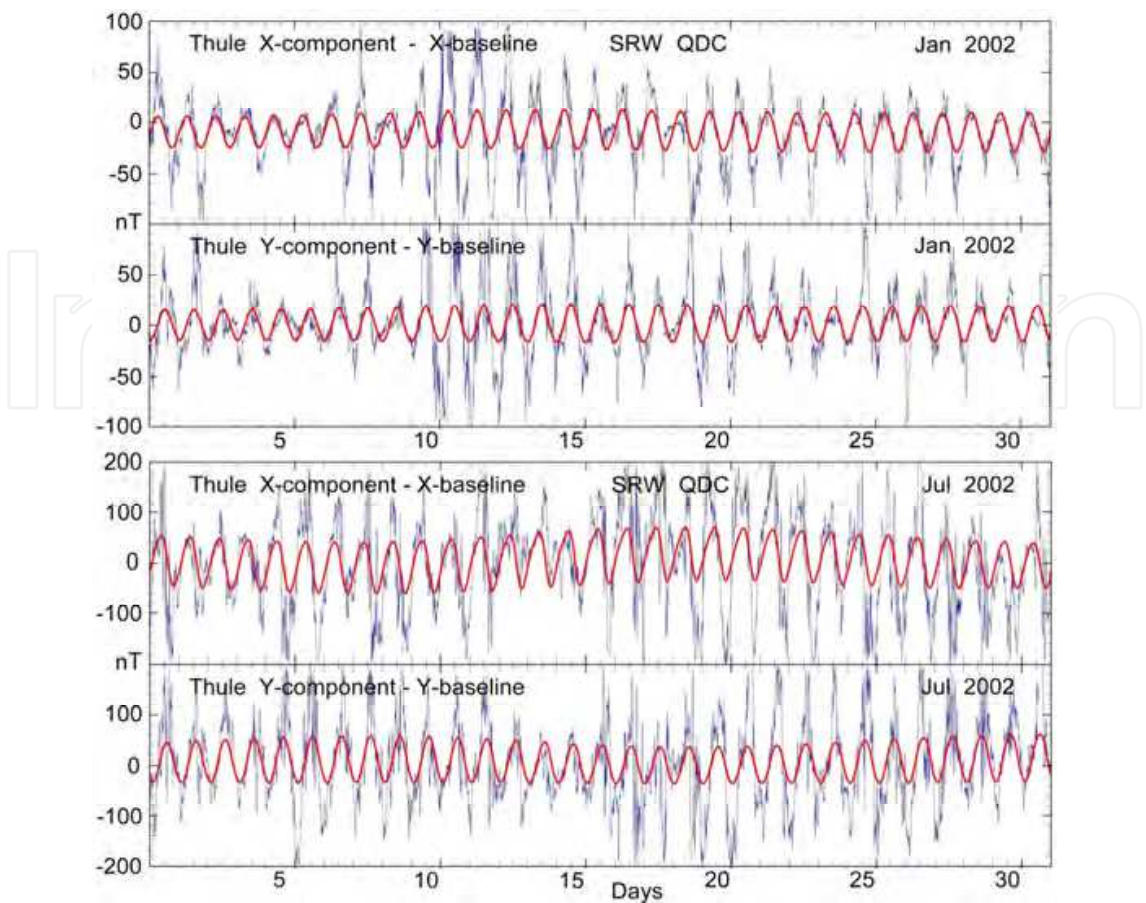 100
Thule X-component - X-baseline SRW QDC Jan 2002
50
0
-50
nT
Thule Y-component - Y-baseline Jan 2002
50
0
-50
-100
5 10 15 20 25 30
200
Thule X-component - X-baseline SRW QDC Jul 2002
100
0
-100
nT
Thule Y-component - Y-baseline Jul 2002
100
0
-100
-200
5 10 15 20 25 30
Days